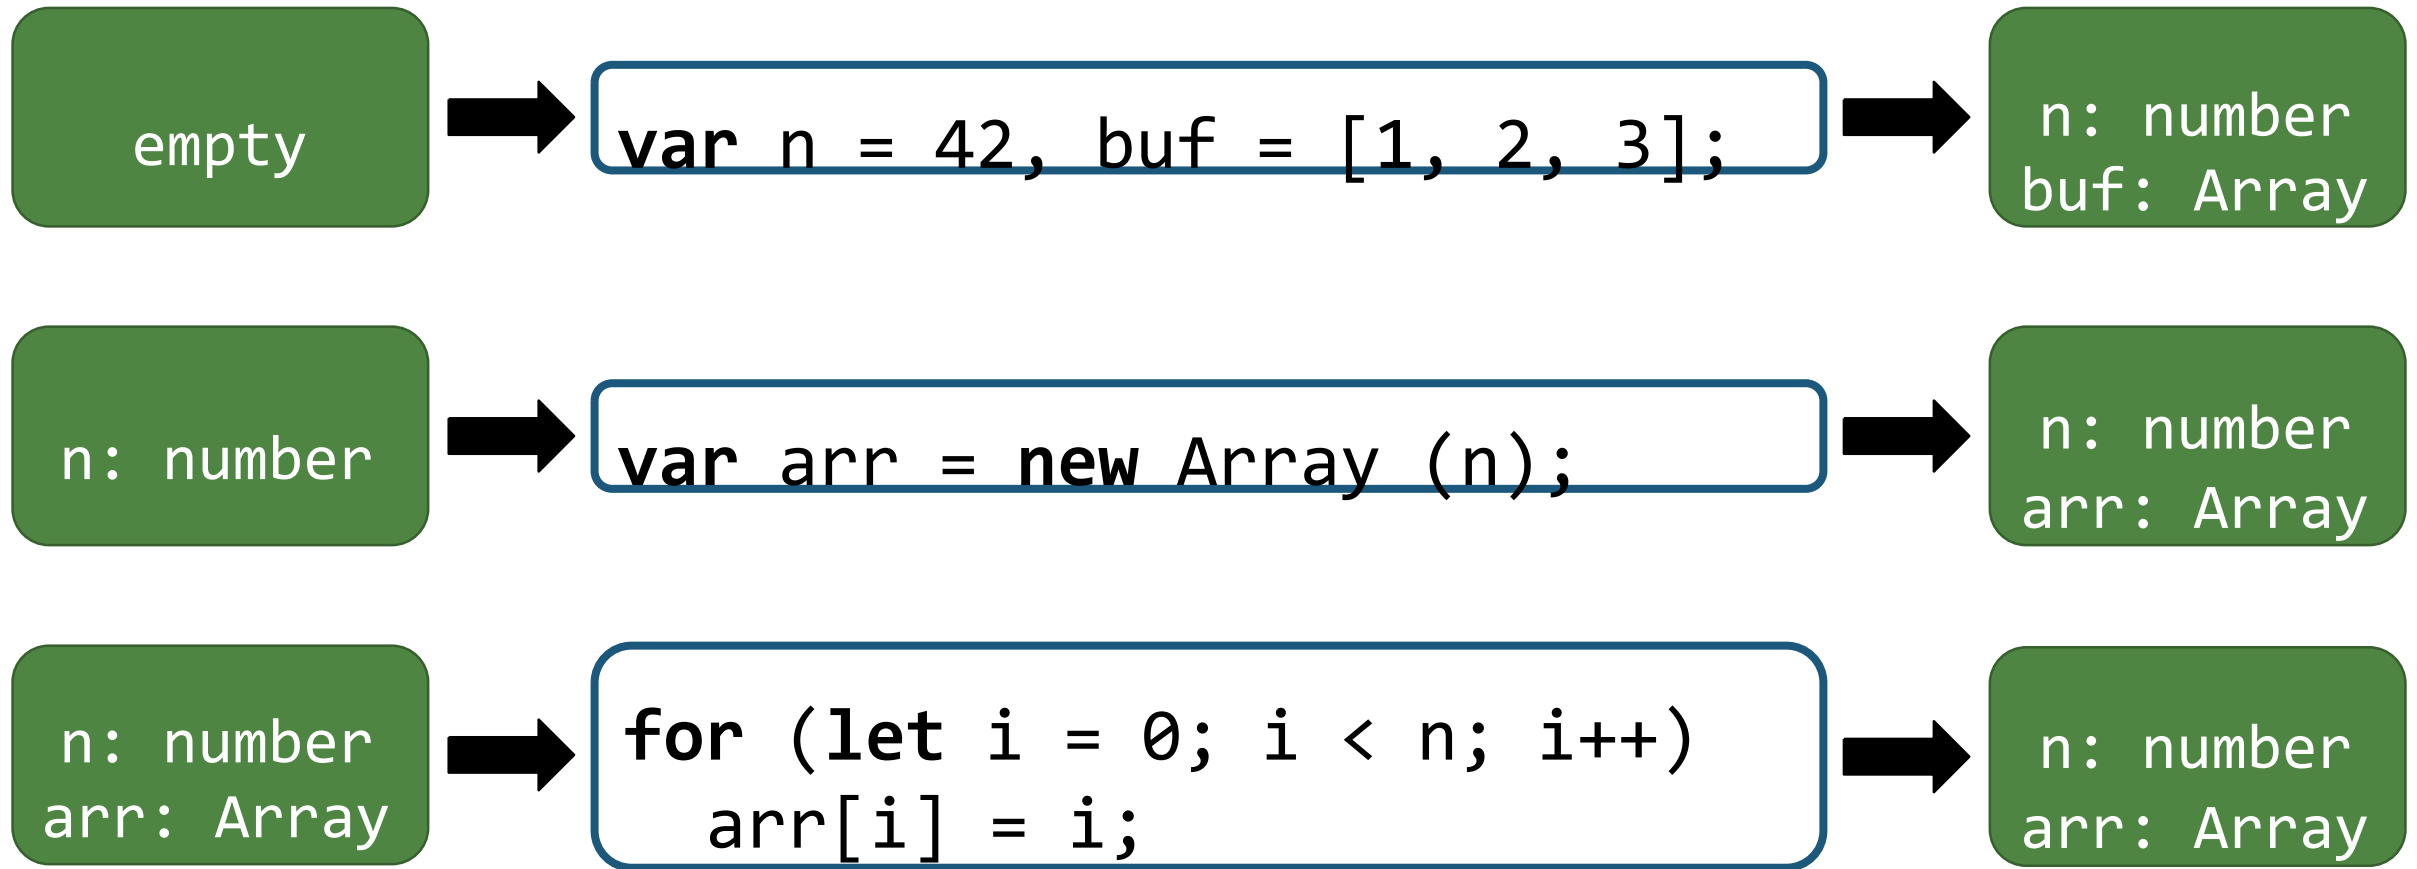 empty
var n = 42, buf = [1, 2, 3];
n: number
buf: Array
n: number
var arr = new Array (n);
n: number
arr: Array
n: number
arr: Array
for (let i = 0; i < n; i++)
  arr[i] = i;
n: number
arr: Array